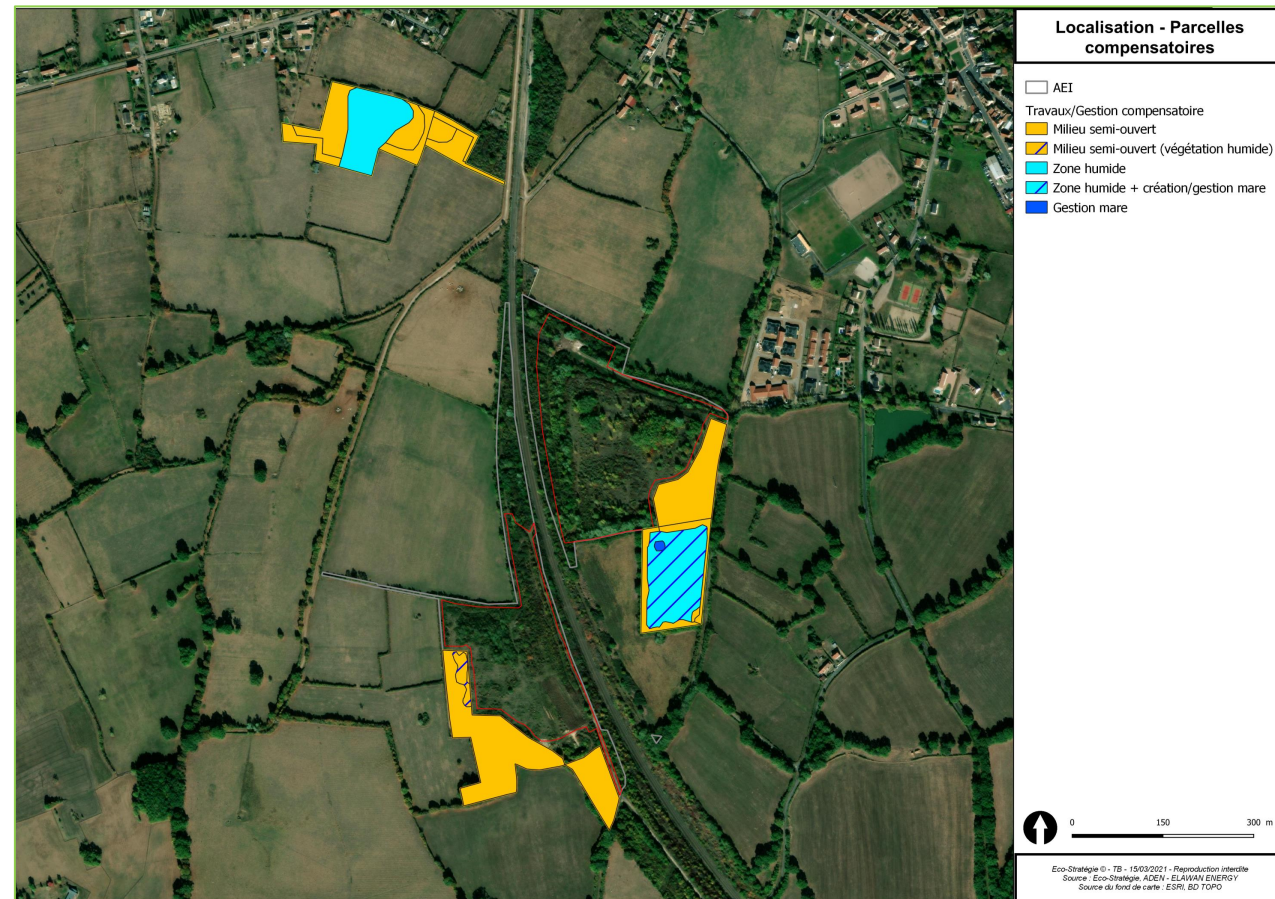 Localisation - Parcelles
compensatoires
AEI
Travaux/Gestion compensatoire
Milieu semi-ouvert
Milieu semi-ouvert (végétation humide)
Zone humide
Zone humide + création/gestion mare
Gestion mare
0 150 300 m
Eco-Stratégie © - TB - 15/03/2021 - Reproduction interdite
Source : Eco-Stratégie, ADEN - ELAWAN ENERGY
Source du fond de carte : ESRI, BD TOPO